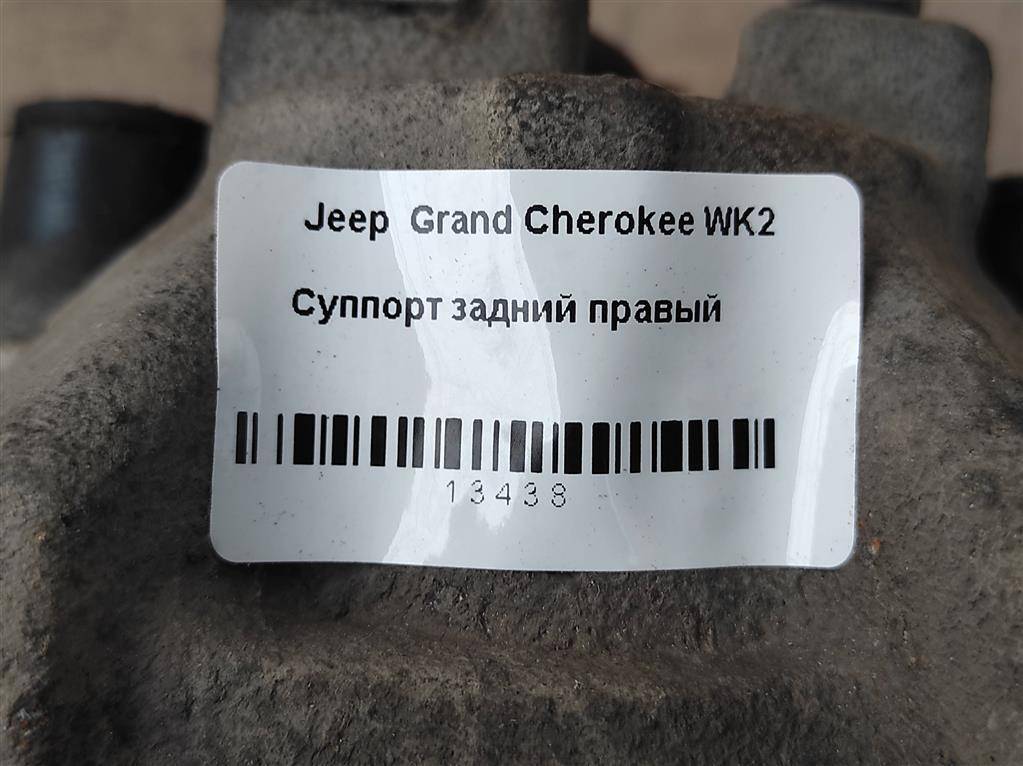 Jeep Grand Cherokee WK2
Суппорт задний правый
13438